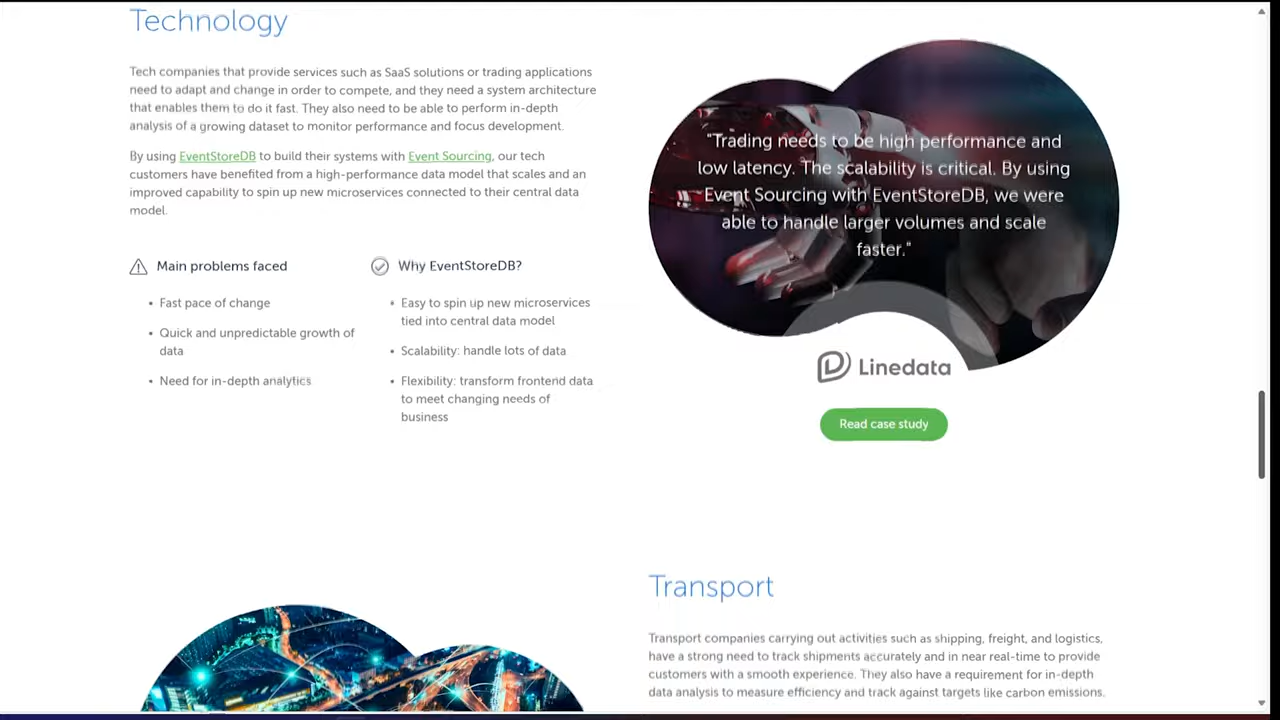 Technology
Tech companies that provide services such as SaaS solutions or trading applications
need to adapt and change in order to compete, and they need a system architecture
that enables them to do it fast. They also need to be able to perform in-depth
analysis of a growing dataset to monitor performance and focus development.
By using EventStoreDB to build their systems with Event Sourcing, our tech
customers have benefited from a high-performance data model that scales and an
improved capability to spin up new microservices connected to their central data
model.
Main problems faced
• Fast pace of change
• Quick and unpredictable growth of
data
• Need for in-depth analytics
Why EventStoreDB?
• Easy to spin up new microservices
tied into central data model
• Scalability: handle lots of data
• Flexibility: transform frontend data
to meet changing needs of
business
"Trading needs to be high performance and
low latency. The scalability is critical. By using
Event Sourcing with EventStoreDB, we were
able to handle larger volumes and scale
faster."
Linedata
Read case study
Transport
Transport companies carrying out activities such as shipping, freight, and logistics,
have a strong need to track shipments accurately and in near real-time to provide
customers with a smooth experience. They also have a requirement for in-depth
data analysis to measure efficiency and track against targets like carbon emissions.